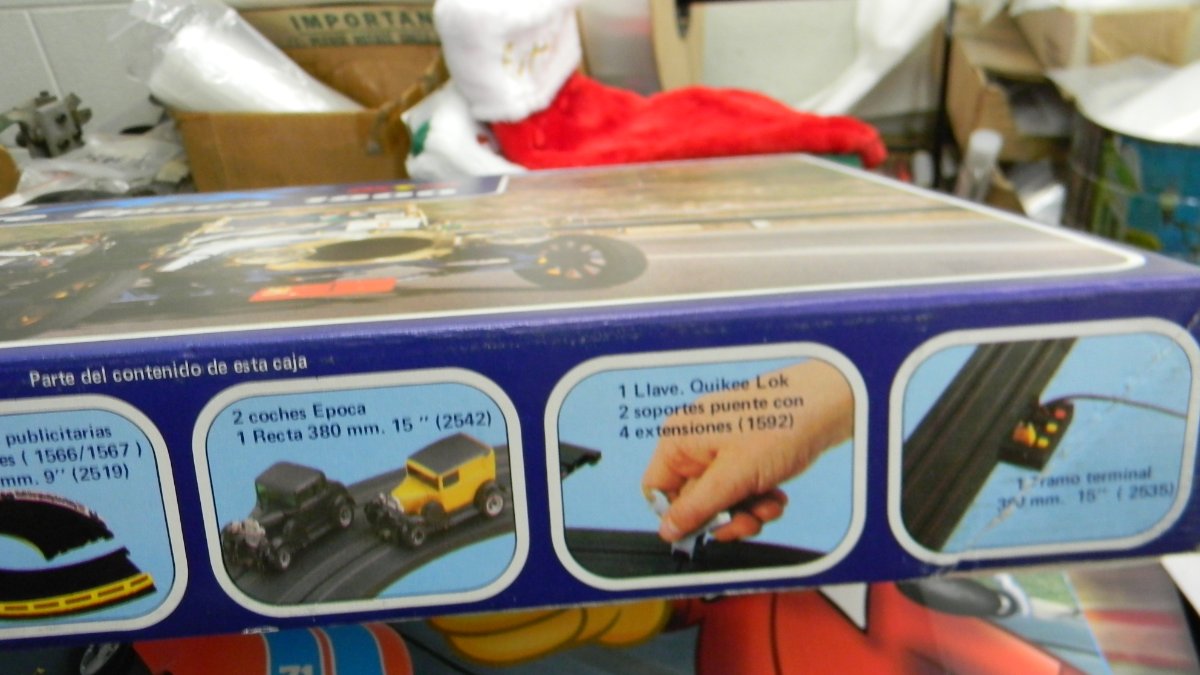 IMPORTAN
Parte del contenido de esta caja
publicitarias
es ( 1566/1567 )
mm. 9'' (2519)
2 coches Epoca
1 Recta 380 mm. 15 '' (2542)
1 Llave. Quikee Lok
2 soportes puente con
4 extensiones (1592)
1 Tramo terminal
mm. 15'' ( 2535)
71